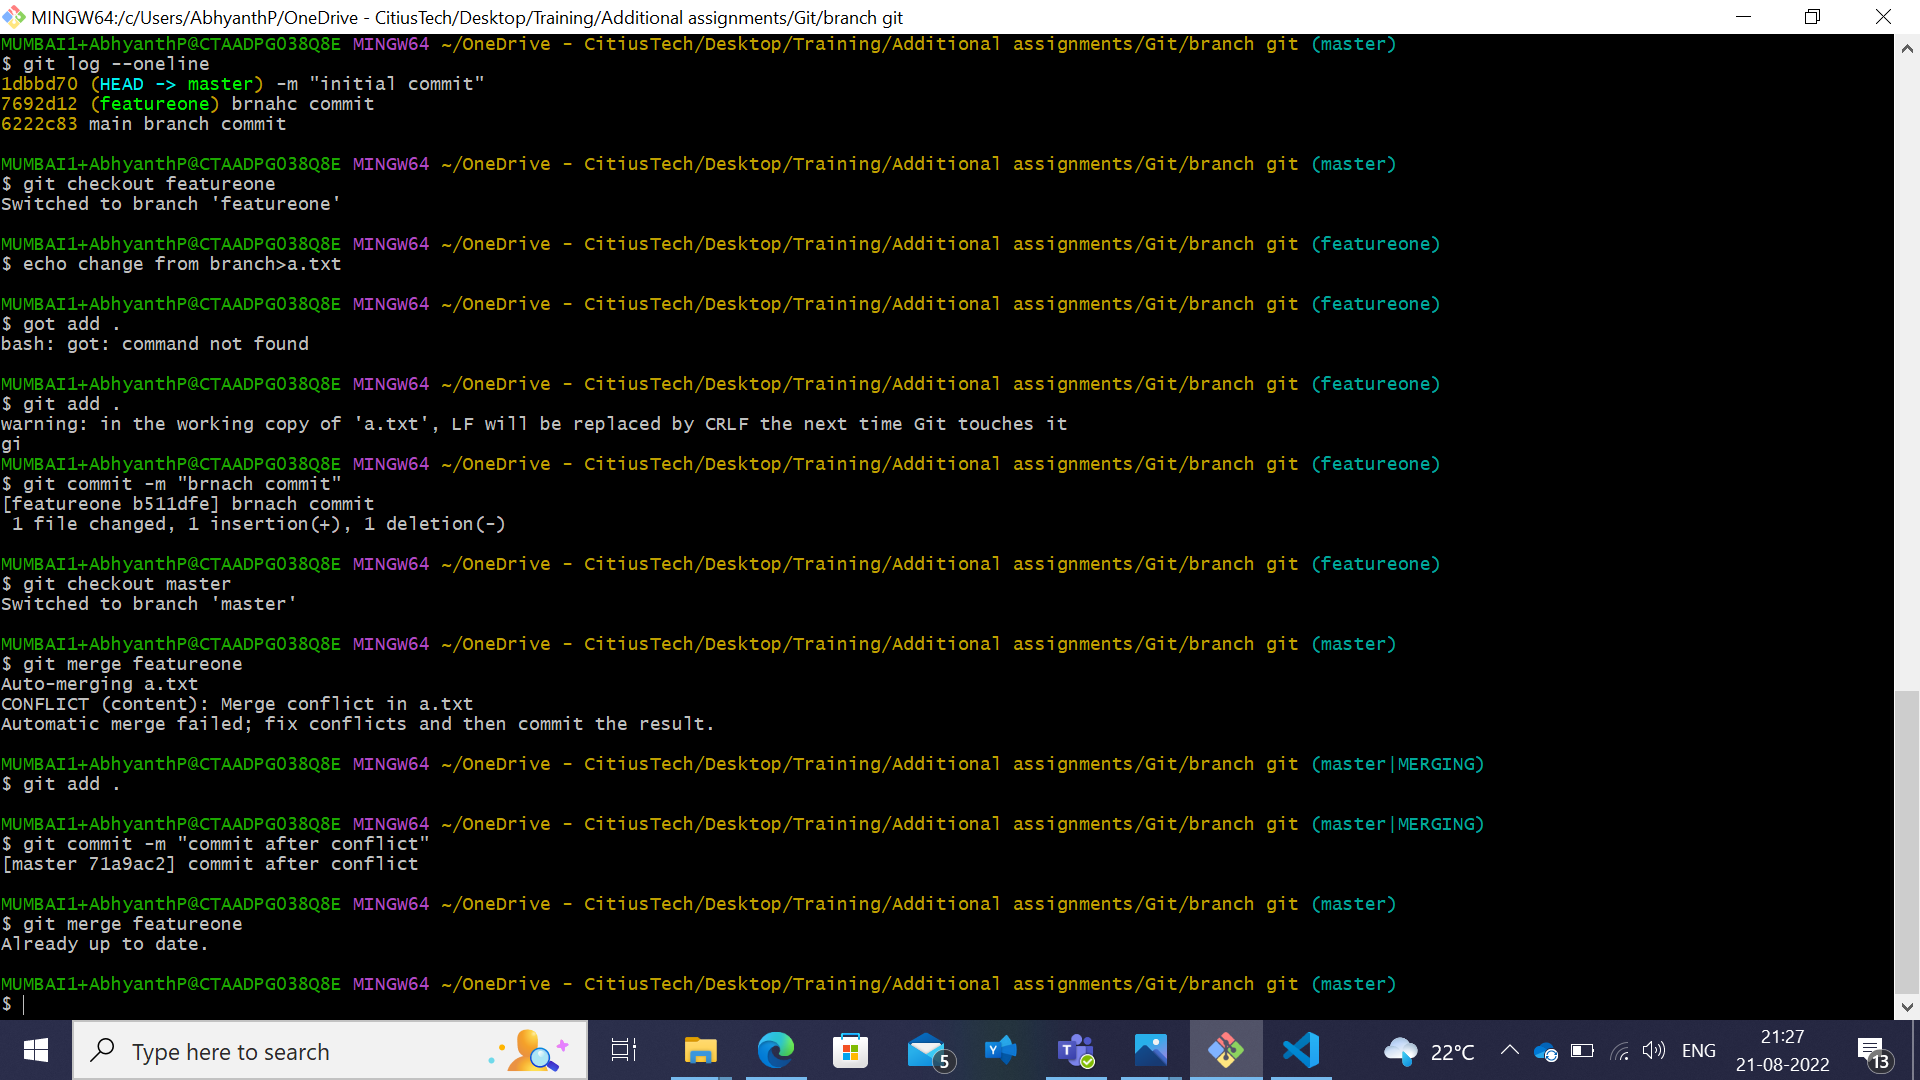 MINGW64:/c/Users/AbhyanthP/OneDrive - CitiusTech/Desktop/Training/Additional assignments/Git/branch git
MUMBAI1+AbhyanthP@CTAADPG038Q8E MINGW64 ~/OneDrive - CitiusTech/Desktop/Training/Additional assignments/Git/branch git (master)
$ git log --oneline
1dbbd70 (HEAD -> master) -m "initial commit"
7692d12 (featureone) brnahc commit
6222c83 main branch commit
MUMBAI1+AbhyanthP@CTAADPG038Q8E MINGW64 ~/OneDrive - CitiusTech/Desktop/Training/Additional assignments/Git/branch git (master)
$ git checkout featureone
Switched to branch 'featureone'
MUMBAI1+AbhyanthP@CTAADPG038Q8E MINGW64 ~/OneDrive - CitiusTech/Desktop/Training/Additional assignments/Git/branch git (featureone)
$ echo change from branch>a.txt
MUMBAI1+AbhyanthP@CTAADPG038Q8E MINGW64 ~/OneDrive - CitiusTech/Desktop/Training/Additional assignments/Git/branch git (featureone)
$ got add .
bash: got: command not found
MUMBAI1+AbhyanthP@CTAADPG038Q8E MINGW64 ~/OneDrive - CitiusTech/Desktop/Training/Additional assignments/Git/branch git (featureone)
$ git add .
warning: in the working copy of 'a.txt', LF will be replaced by CRLF the next time Git touches it
gi
MUMBAI1+AbhyanthP@CTAADPG038Q8E MINGW64 ~/OneDrive - CitiusTech/Desktop/Training/Additional assignments/Git/branch git (featureone)
$ git commit -m "brnach commit"
[featureone b511dfe] brnach commit
1 file changed, 1 insertion(+), 1 deletion(-)
MUMBAI1+AbhyanthP@CTAADPG038Q8E MINGW64 ~/OneDrive - CitiusTech/Desktop/Training/Additional assignments/Git/branch git (featureone)
$ git checkout master
Switched to branch 'master'
MUMBAI1+AbhyanthP@CTAADPG038Q8E MINGW64 ~/OneDrive - CitiusTech/Desktop/Training/Additional assignments/Git/branch git (master)
$ git merge featureone
Auto-merging a.txt
CONFLICT (content): Merge conflict in a.txt
Automatic merge failed; fix conflicts and then commit the result.
MUMBAI1+AbhyanthP@CTAADPG038Q8E MINGW64 ~/OneDrive - CitiusTech/Desktop/Training/Additional assignments/Git/branch git (master|MERGING)
$ git add .
MUMBAI1+AbhyanthP@CTAADPG038Q8E MINGW64 ~/OneDrive - CitiusTech/Desktop/Training/Additional assignments/Git/branch git (master|MERGING)
$ git commit -m "commit after conflict"
[master 71a9ac2] commit after conflict
MUMBAI1+AbhyanthP@CTAADPG038Q8E MINGW64 ~/OneDrive - CitiusTech/Desktop/Training/Additional assignments/Git/branch git (master)
$ git merge featureone
Already up to date.
MUMBAI1+AbhyanthP@CTAADPG038Q8E MINGW64 ~/OneDrive - CitiusTech/Desktop/Training/Additional assignments/Git/branch git (master)
$
Type here to search
5
22°C
ENG
21:27
21-08-2022
13